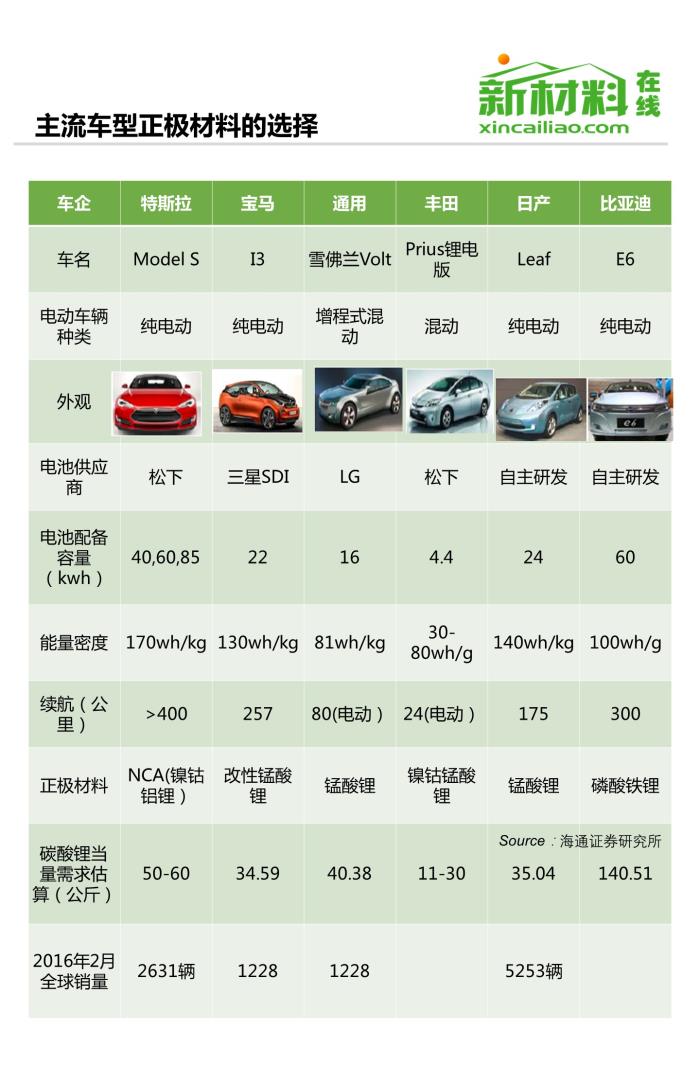 新材料在线
xincailiao.com
主流车型正极材料的选择
车企 特斯拉 宝马 通用 丰田 日产 比亚迪
车名 Model S I3 雪佛兰Volt Prius锂电版 Leaf E6
电动车辆种类 纯电动 纯电动 增程式混动 混动 纯电动 纯电动
外观
e6
电池供应商 松下 三星SDI LG 松下 自主研发 自主研发
电池配备容量（kwh） 40,60,85 22 16 4.4 24 60
能量密度 170wh/kg 130wh/kg 81wh/kg 30-80wh/g 140wh/kg 100wh/g
续航（公里） >400 257 80(电动） 24(电动） 175 300
正极材料 NCA(镍钴铝锂） 改性锰酸锂 锰酸锂 镍钴锰酸锂 锰酸锂 磷酸铁锂
Source：海通证券研究所
碳酸锂当量需求估算（公斤） 50-60 34.59 40.38 11-30 35.04 140.51
2016年2月全球销量 2631辆 1228 1228 5253辆